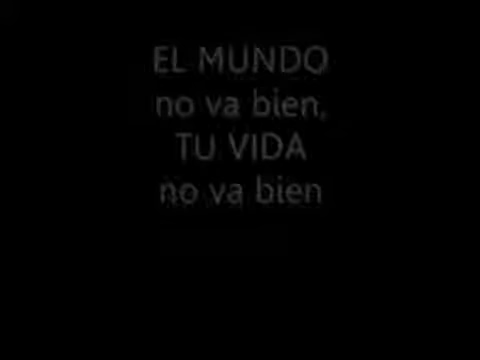 EL MUNDO
no va bien,
TU VIDA
no va bien